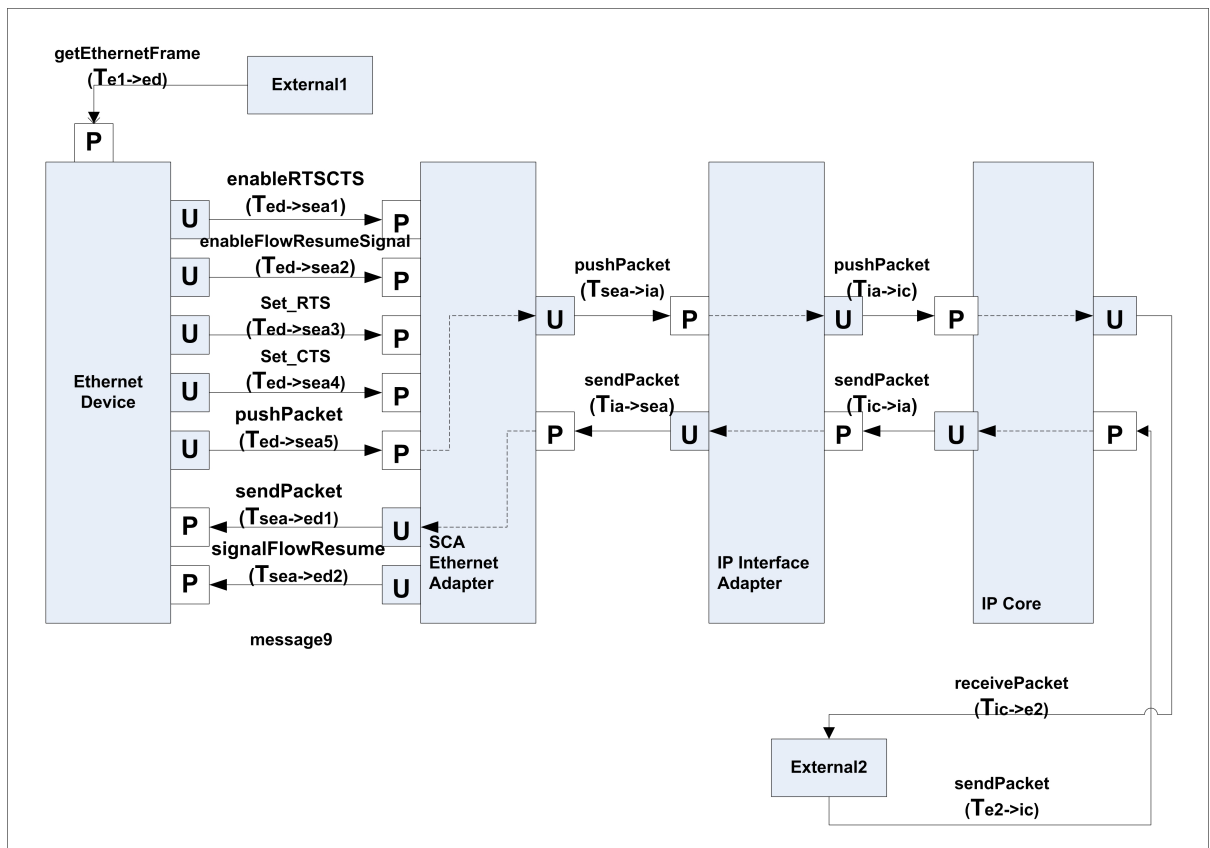 getEthernetFrame
(Te1->ed)
External1
P
enableRTSCTS
(Ted->sea1)
U
P
enableFlowResumeSignal
(Ted->sea2)
U
P
Set_RTS
(Ted->sea3)
U
P
Set_CTS
(Ted->sea4)
U
P
pushPacket
(Ted->sea5)
U
P
sendPacket
(Tsea->ed1)
P
U
signalFlowResume
(Tsea->ed2)
P
U
message9
Ethernet
Device
SCA
Ethernet
Adapter
pushPacket
(Tsea->ia)
U
P
sendPacket
(Tia->sea)
P
U
IP Interface
Adapter
pushPacket
(Tia->ic)
U
P
sendPacket
(Tic->ia)
P
U
IP Core
U
P
receivePacket
(Tic->e2)
External2
sendPacket
(Te2->ic)